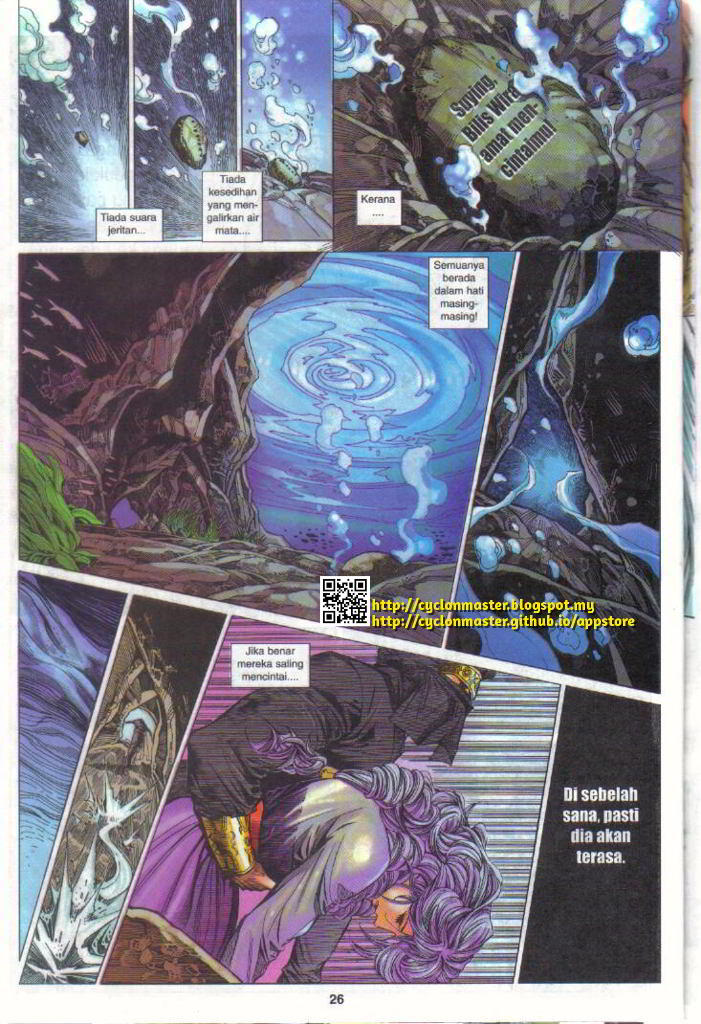 Tiada suara
jeritan...
Tiada
kesedihan
yang men-
galirkan air
mata....
Kerana
....
Suying,
Bilis Wira
amat men-
cintaimu!
Semuanya
berada
dalam hati
masing-
masing!
http://cyclonmaster.blogspot.my
http://cyclonmaster.github.io/appstore
Jika benar
mereka saling
mencintai....
Di sebelah
sana, pasti
dia akan
terasa.
26